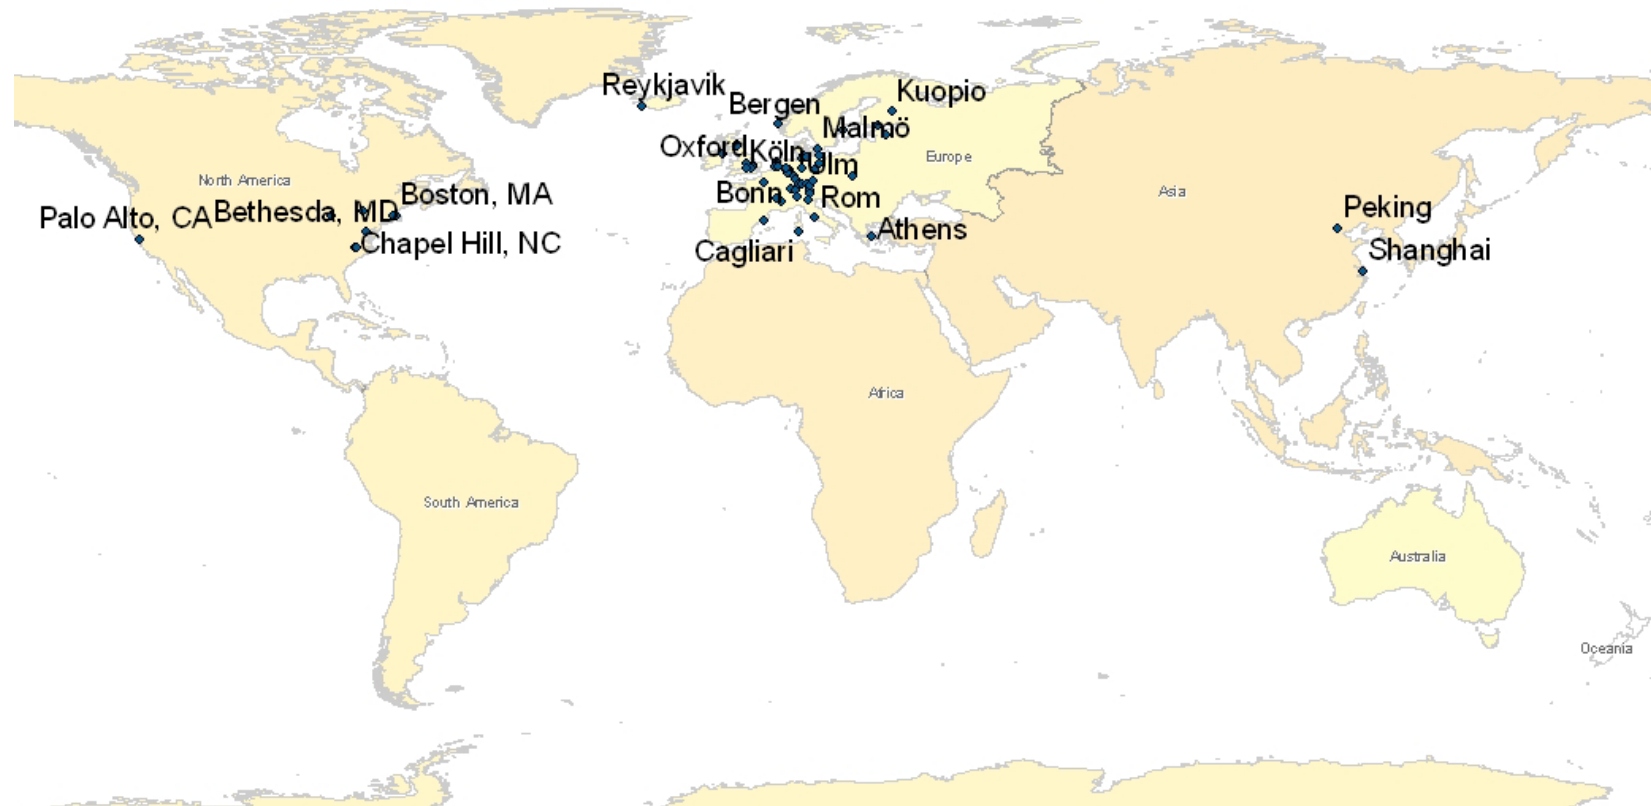 Reykjavik
Kuopio
Bergen
Malmö
Oxford
Köln
Ulm
Europe
North America
Boston, MA
Bonn
Rom
Asia
Palo Alto, CA
Bethesda, MD
Peking
Athens
Chapel Hill, NC
Cagliari
Shanghai
Africa
South America
Australia
Oceania